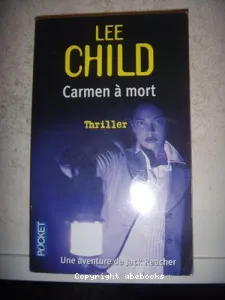 LEE
CHILD
Carmen à mort
Thriller
POCKET
Une aventure de Jack Reacher
Copyright abebooks